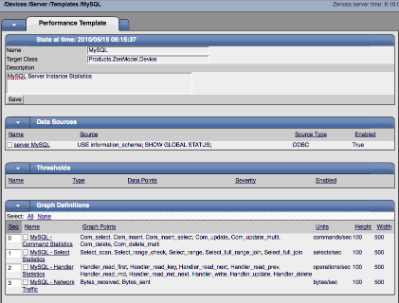 /Devices /Server /Templates /MySQL
Zenoss server time: 8:16:0
Performance Template
State at time: 2010/05/15 08:15:37
Name MySQL
Target Class Products.ZenModel.Device
Description
MySQL Server Instance Statistics
Save
Data Sources
Name Source Source Type Enabled
server MySQL USE information_schema; SHOW GLOBAL STATUS; ODBC True
Thresholds
Name Type Data Points Severity Enabled
Graph Definitions
Select: All None
Seq Name Graph Points Units Height Width
0 MySQL - Com_select, Com_insert, Com_insert_select, Com_update, Com_update_multi, commands/sec 100 500
Command Statistics Com_delete, Com_delete_multi
1 MySQL - Select Select_scan, Select_range_check, Select_range, Select_full_range_join, Select_full_join selects/sec 100 500
Statistics
2 MySQL - Handler Handler_read_first, Handler_read_key, Handler_read_next, Handler_read_prev, operations/sec 100 500
Statistics Handler_read_rnd, Handler_read_rnd_next, Handler_write, Handler_update, Handler_delete
3 MySQL - Network Bytes_received, Bytes_sent bytes/sec 100 500
Traffic